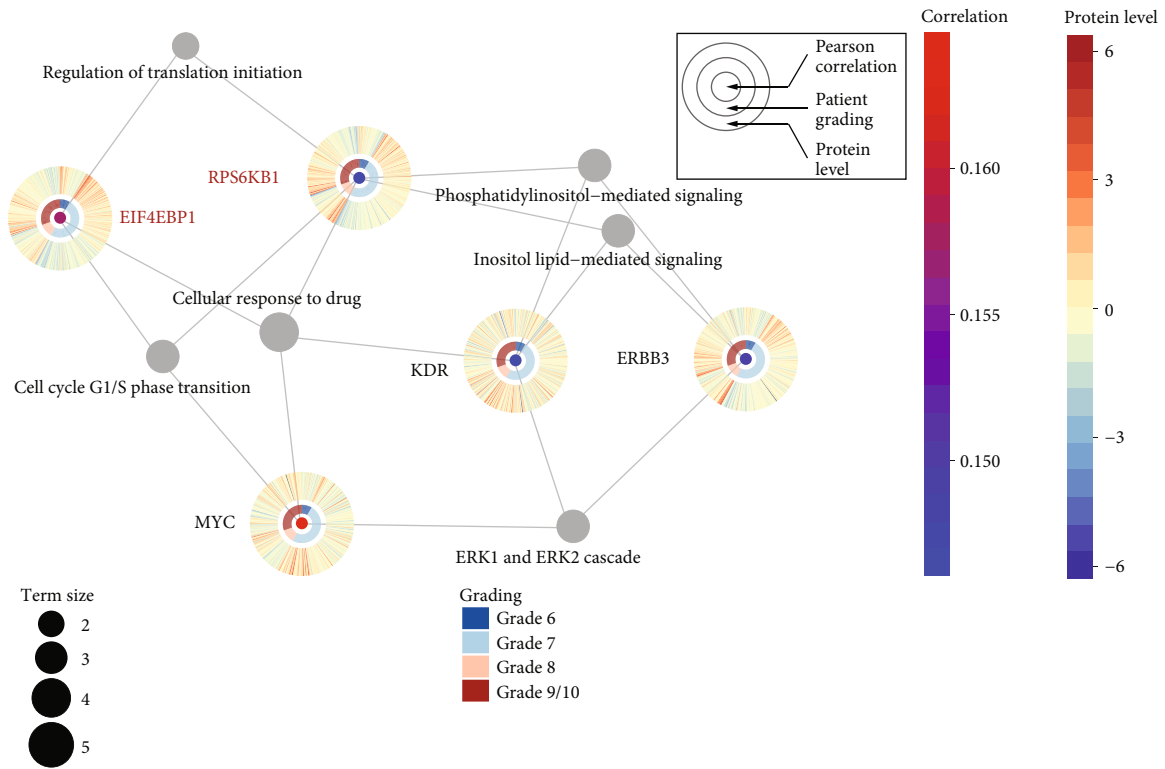 Regulation of translation initiation
RPS6KB1
EIF4EBP1
Phosphatidylinositol−mediated signaling
Inositol lipid−mediated signaling
Cellular response to drug
KDR
ERBB3
Cell cycle G1/S phase transition
MYC
ERK1 and ERK2 cascade
Pearson
correlation
Patient
grading
Protein
level
Correlation
0.160
0.155
0.150
Protein level
6
3
0
−3
−6
Term size
2
3
4
5
Grading
Grade 6
Grade 7
Grade 8
Grade 9/10